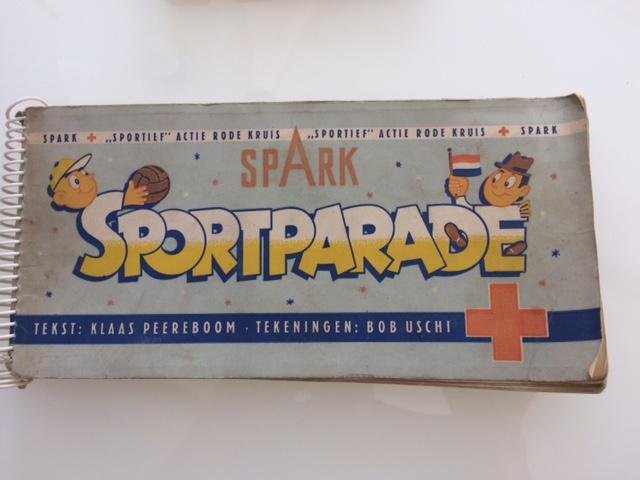 SPARK + „SPORTIEF" ACTIE RODE KRUIS „SPORTIEF" ACTIE RODE KRUIS + SPARK
SPARK
SPORTPARADE
TEKST: KLAAS PEEREBOOM · TEKENINGEN: BOB USCHI